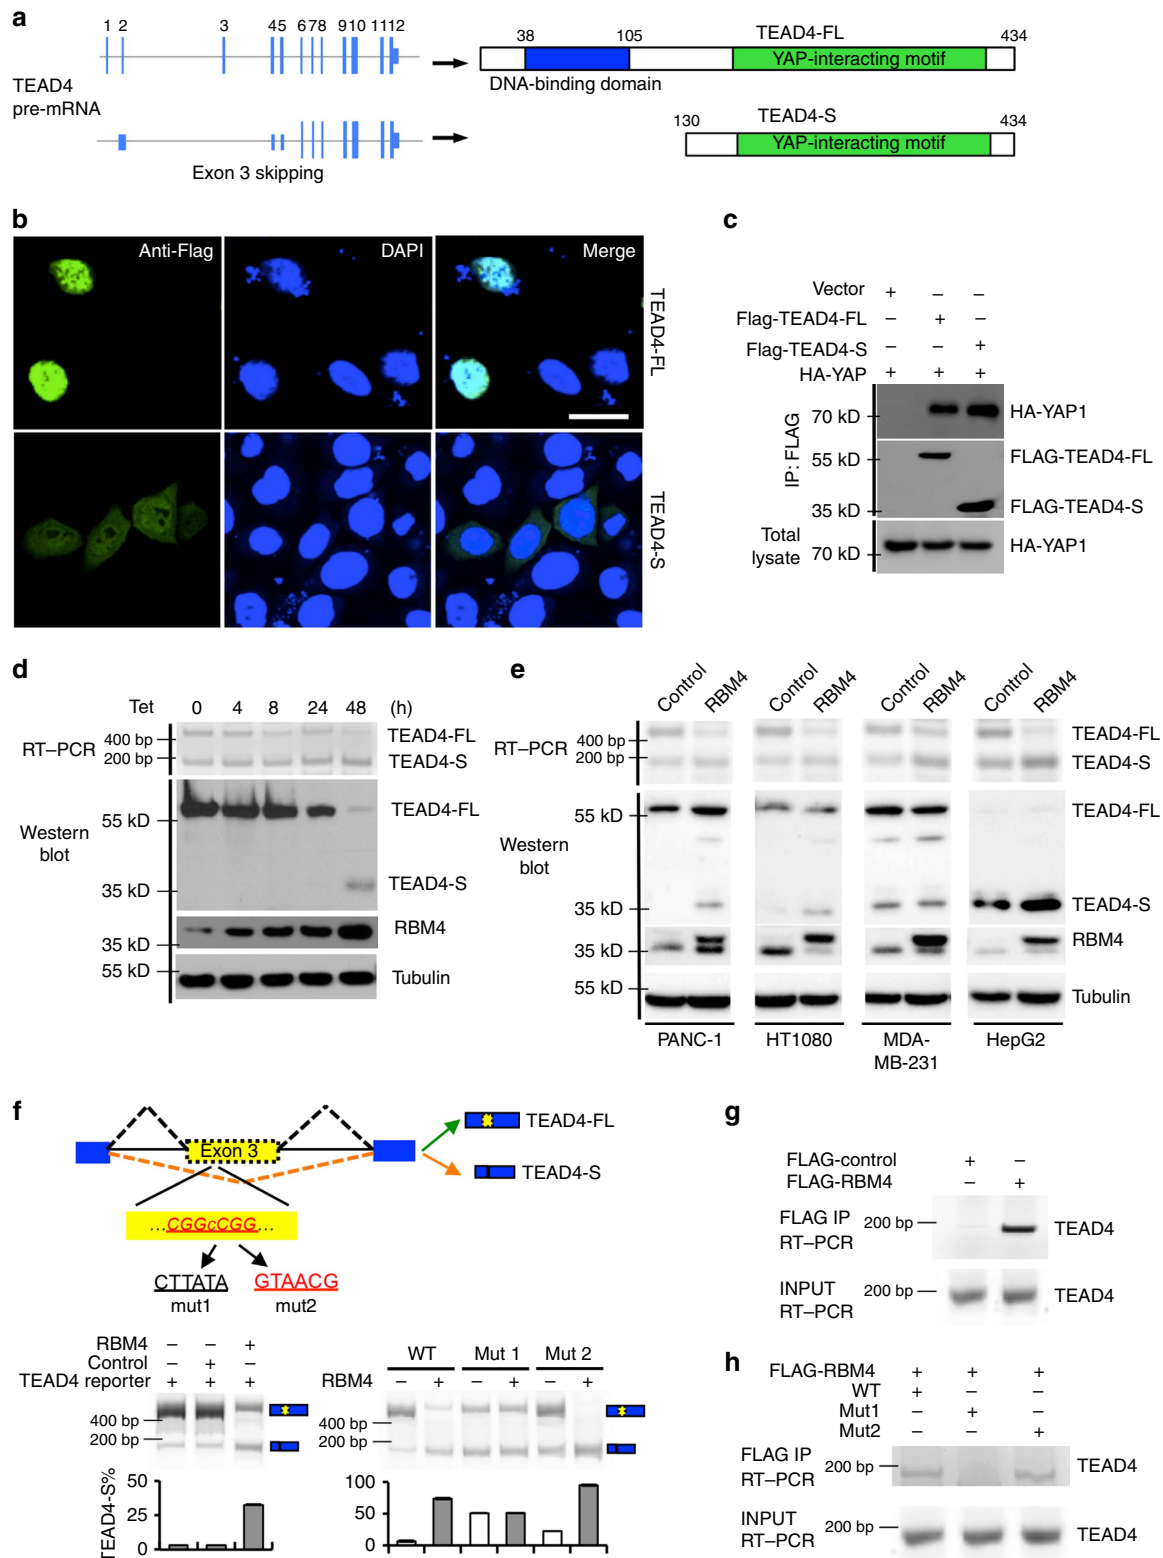 a
1 2 3 45 678 910 1112
TEAD4
pre-mRNA
Exon 3 skipping
38 105 TEAD4-FL 434
YAP-interacting motif
DNA-binding domain
130 TEAD4-S 434
YAP-interacting motif
b
Anti-Flag DAPI Merge
TEAD4-FL
TEAD4-S
c
Vector + – –
Flag-TEAD4-FL – + –
Flag-TEAD4-S – – +
HA-YAP + + +
IP: FLAG
70 kD HA-YAP1
55 kD FLAG-TEAD4-FL
35 kD FLAG-TEAD4-S
Total
lysate
70 kD HA-YAP1
d
Tet 0 4 8 24 48 (h)
RT–PCR
400 bp TEAD4-FL
200 bp TEAD4-S
Western
blot
55 kD TEAD4-FL
35 kD TEAD4-S
35 kD RBM4
55 kD Tubulin
e
Control RBM4 Control RBM4 Control RBM4 Control RBM4
RT–PCR
400 bp TEAD4-FL
200 bp TEAD4-S
Western
blot
55 kD TEAD4-FL
35 kD TEAD4-S
35 kD RBM4
55 kD Tubulin
PANC-1 HT1080 MDA-
MB-231 HepG2
f
Exon 3
TEAD4-FL
TEAD4-S
...CGGcCGG...
CTTATA GTAACG
mut1 mut2
RBM4 – – +
Control – + –
TEAD4 reporter + + +
400 bp
200 bp
TEAD4-S%
50
25
0
WT Mut 1 Mut 2
RBM4 – + – + – +
400 bp
200 bp
100
50
0
g
FLAG-control + –
FLAG-RBM4 – +
FLAG IP
RT–PCR
200 bp TEAD4
INPUT
RT–PCR
200 bp TEAD4
h
FLAG-RBM4 + + +
WT + – –
Mut1 – + –
Mut2 – – +
FLAG IP
RT–PCR
200 bp TEAD4
INPUT
RT–PCR
200 bp TEAD4